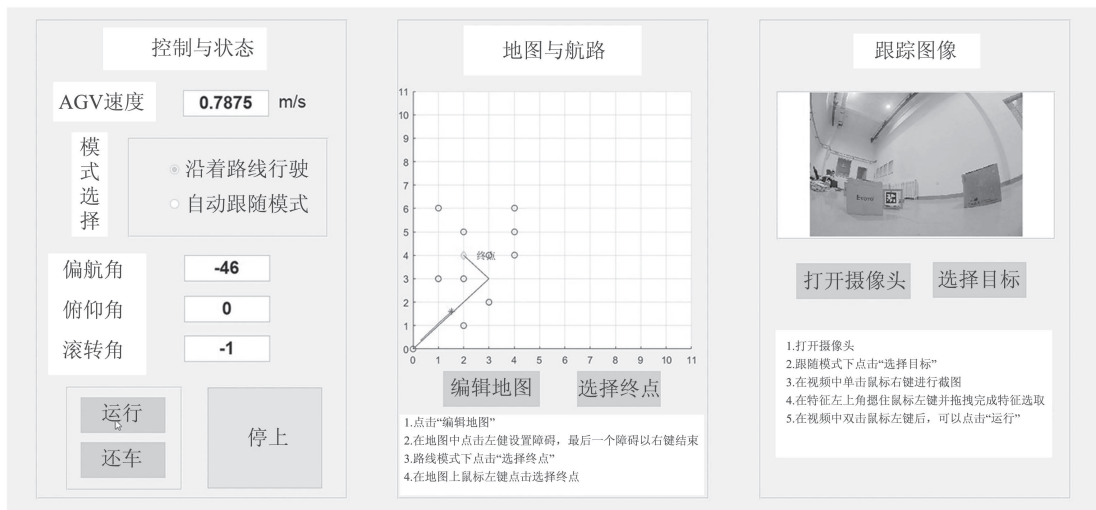 控制与状态
AGV速度
0.7875
m/s
模式选择
沿着路线行驶
自动跟随模式
偏航角
-46
俯仰角
0
滚转角
-1
运行
还车
停上
地图与航路
11
10
9
8
7
6
5
4
3
2
1
0
终点
0 1 2 3 4 5 6 7 8 9 10 11
编辑地图
选择终点
1.点击“编辑地图”
2.在地图中点击左健设置障碍，最后一个障碍以右键结束
3.路线模式下点击“选择终点”
4.在地图上鼠标左键点击选择终点
跟踪图像
打开摄像头
选择目标
1.打开摄像头
2.跟随模式下点击“选择目标”
3.在视频中单击鼠标右键进行截图
4.在特征左上角摁住鼠标左键并拖拽完成特征选取
5.在视频中双击鼠标左键后，可以点击“运行”